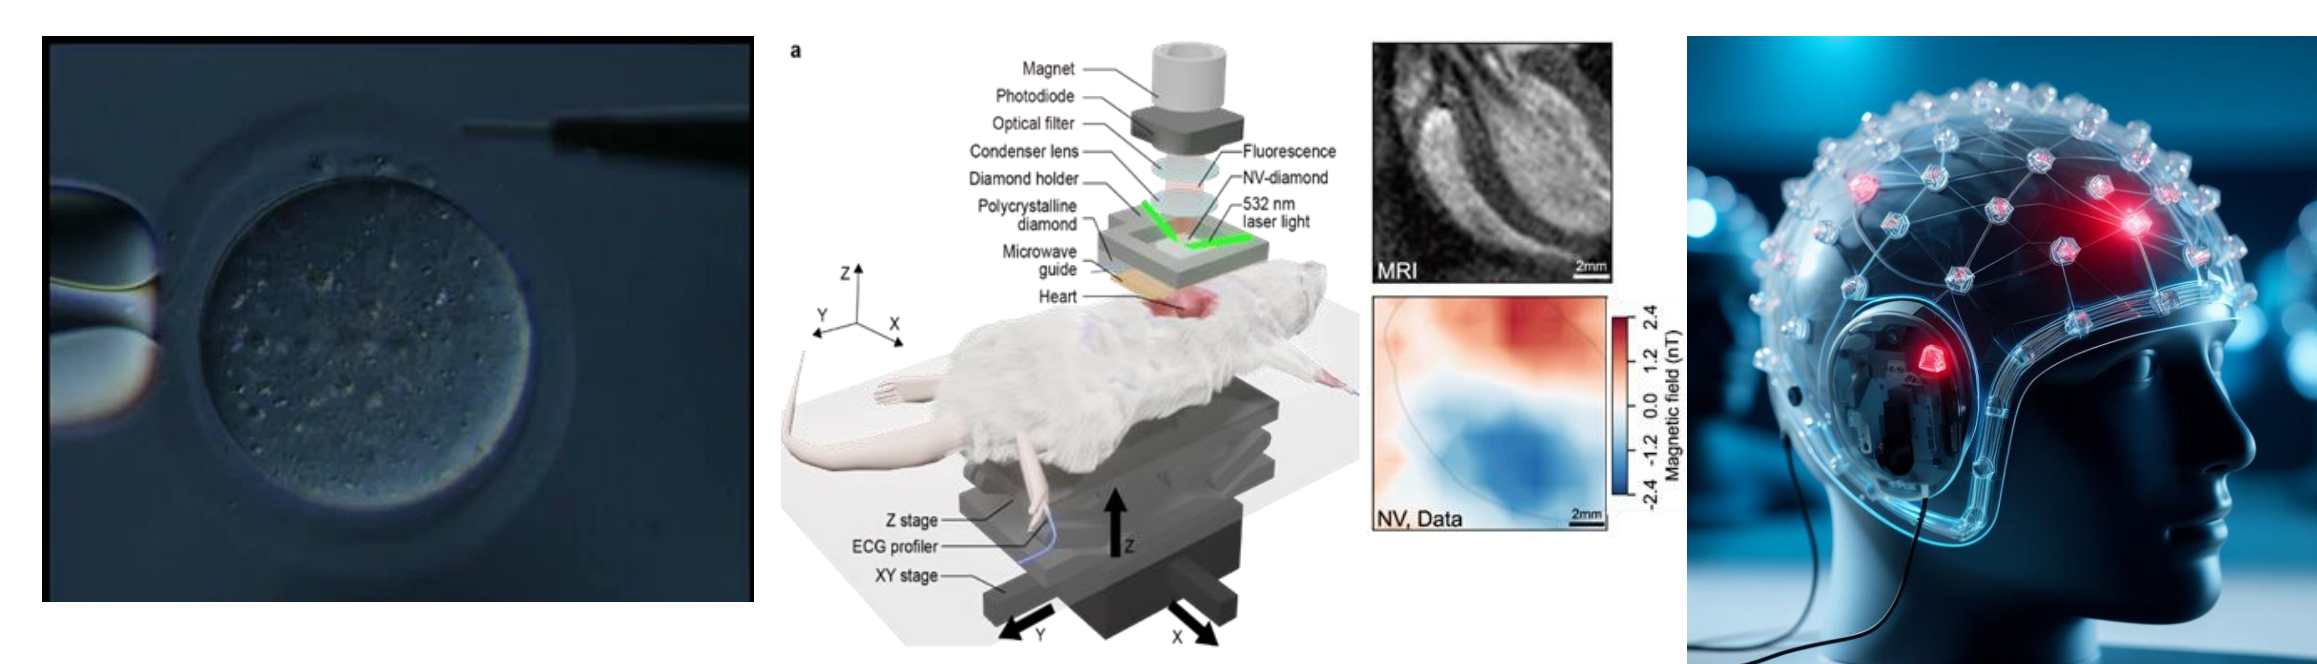 a
Magnet
Photodiode
Optical filter
Condenser lens
Diamond holder
Polycrystalline
diamond
Microwave
guide
Heart
Fluorescence
NV-diamond
532 nm
laser light
Z
Y
X
Z stage
ECG profiler
XY stage
Z
Y
X
MRI
2mm
NV, Data
2mm
2.4
1.2
0.0
-1.2
-2.4
Magnetic field (nT)